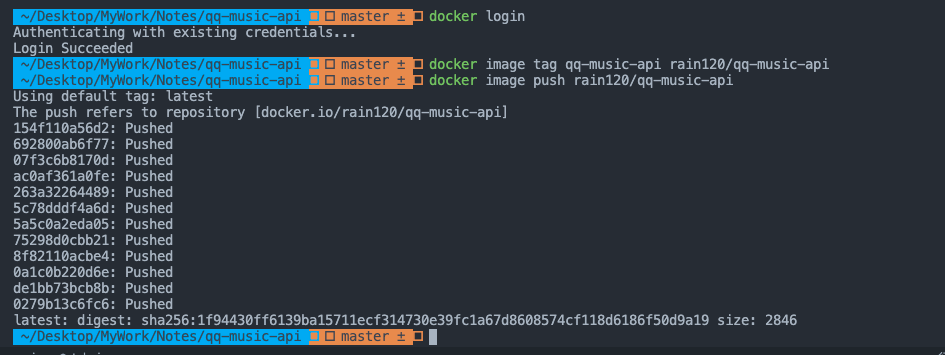 ~/Desktop/MyWork/Notes/qq-music-api master ± docker login
Authenticating with existing credentials...
Login Succeeded
~/Desktop/MyWork/Notes/qq-music-api master ± docker image tag qq-music-api rain120/qq-music-api
~/Desktop/MyWork/Notes/qq-music-api master ± docker image push rain120/qq-music-api
Using default tag: latest
The push refers to repository [docker.io/rain120/qq-music-api]
154f110a56d2: Pushed
692800ab6f77: Pushed
07f3c6b8170d: Pushed
ac0af361a0fe: Pushed
263a32264489: Pushed
5c78dddf4a6d: Pushed
5a5c0a2eda05: Pushed
75298d0cbb21: Pushed
8f82110acbe4: Pushed
0a1c0b220d6e: Pushed
de1bb73bcb8b: Pushed
0279b13c6fc6: Pushed
latest: digest: sha256:1f94430ff6139ba15711ecf314730e39fc1a67d8608574cf118d6186f50d9a19 size: 2846
~/Desktop/MyWork/Notes/qq-music-api master ±